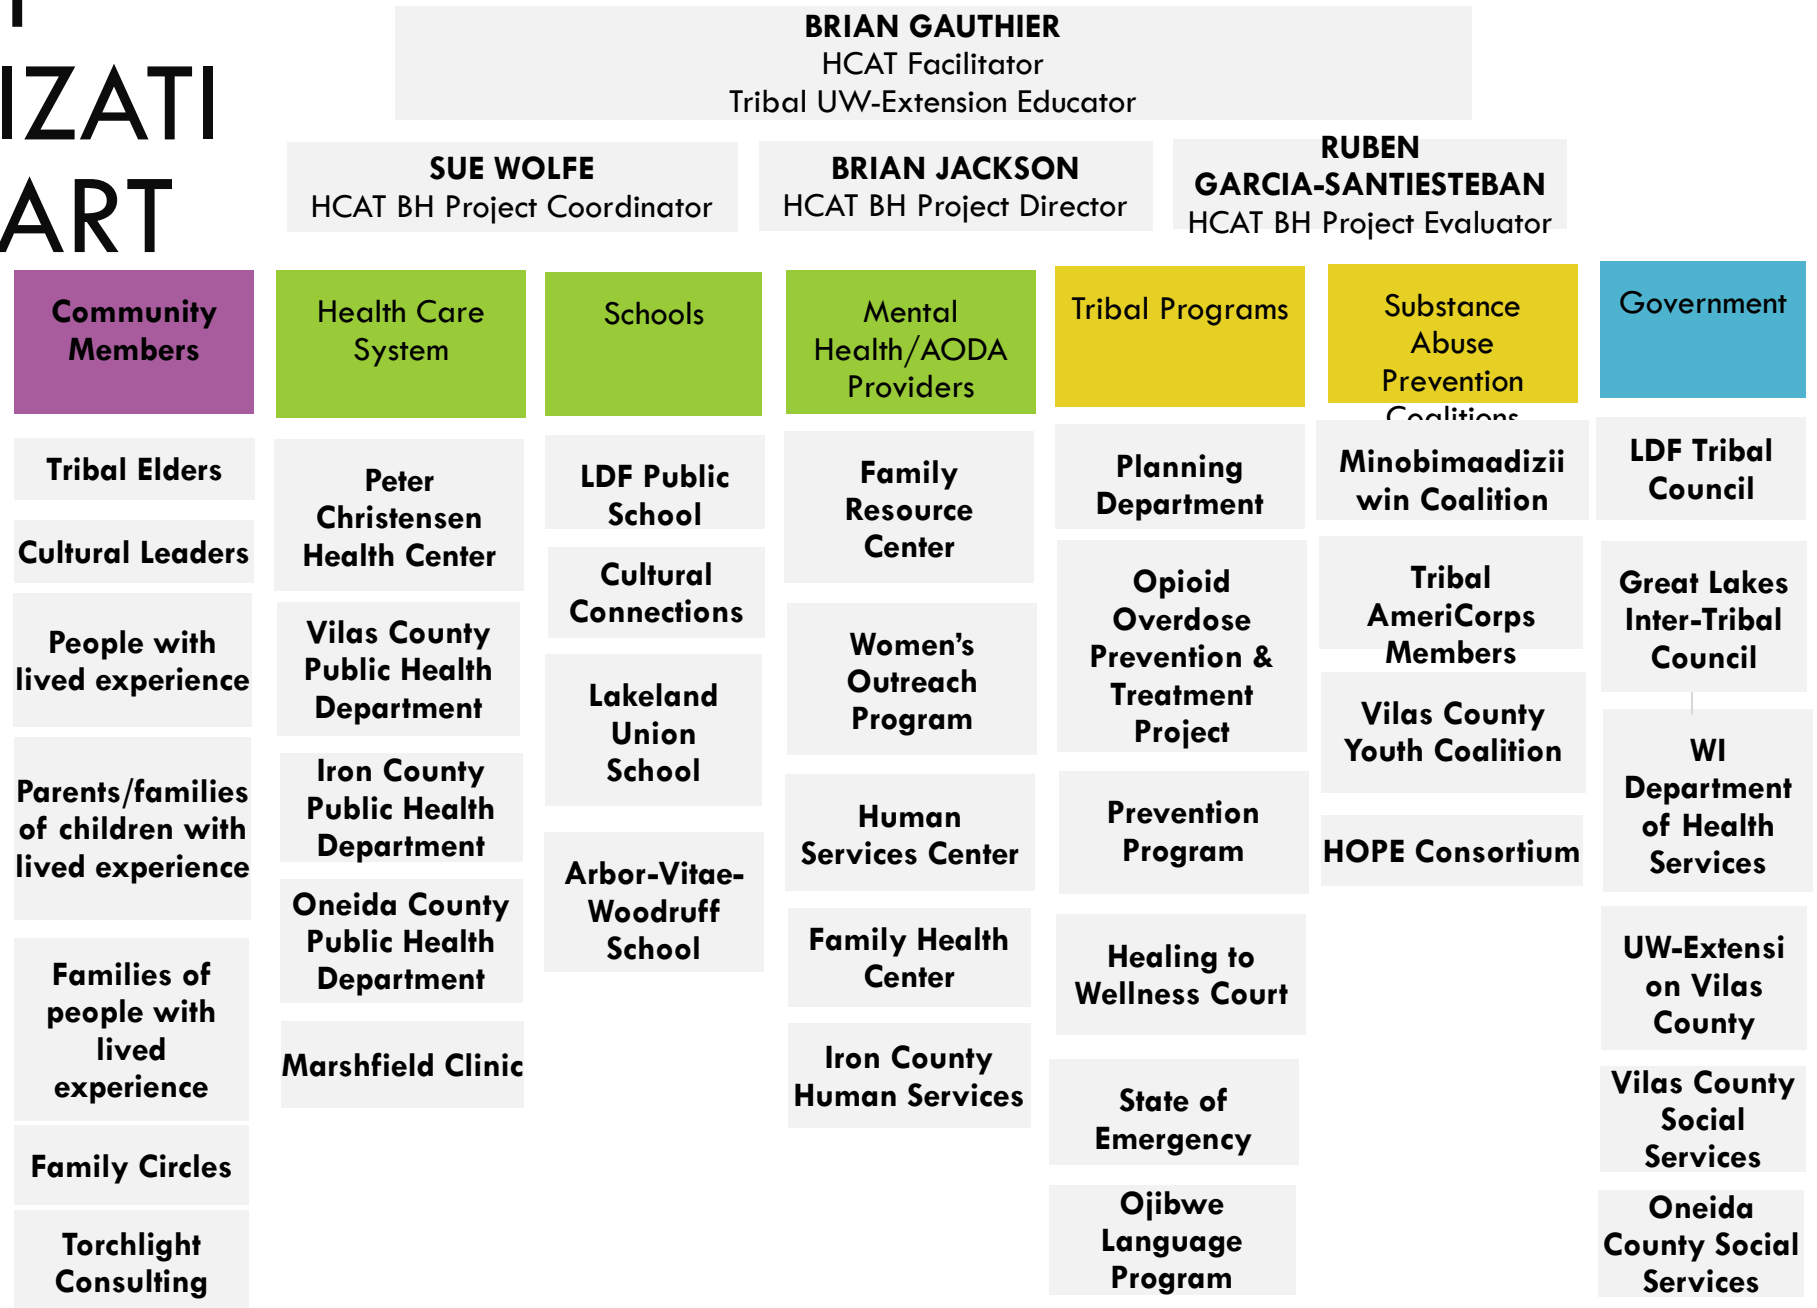 IZATI
ART
BRIAN GAUTHIER
HCAT Facilitator
Tribal UW-Extension Educator
SUE WOLFE
HCAT BH Project Coordinator
BRIAN JACKSON
HCAT BH Project Director
RUBEN
GARCIA-SANTIESTEBAN
HCAT BH Project Evaluator
Community
Members
Tribal Elders
Cultural Leaders
People with
lived experience
Parents/families
of children with
lived experience
Families of
people with
lived
experience
Family Circles
Torchlight
Consulting
Health Care
System
Peter
Christensen
Health Center
Vilas County
Public Health
Department
Iron County
Public Health
Department
Oneida County
Public Health
Department
Marshfield Clinic
Schools
LDF Public
School
Cultural
Connections
Lakeland
Union
School
Arbor-Vitae-
Woodruff
School
Mental
Health/AODA
Providers
Family
Resource
Center
Women’s
Outreach
Program
Human
Services Center
Family Health
Center
Iron County
Human Services
Tribal Programs
Planning
Department
Opioid
Overdose
Prevention &
Treatment
Project
Prevention
Program
Healing to
Wellness Court
State of
Emergency
Ojibwe
Language
Program
Substance
Abuse
Prevention
Coalitions
Minobimaadizii
win Coalition
Tribal
AmeriCorps
Members
Vilas County
Youth Coalition
HOPE Consortium
Government
LDF Tribal
Council
Great Lakes
Inter-Tribal
Council
WI
Department
of Health
Services
UW-Extensi
on Vilas
County
Vilas County
Social
Services
Oneida
County Social
Services